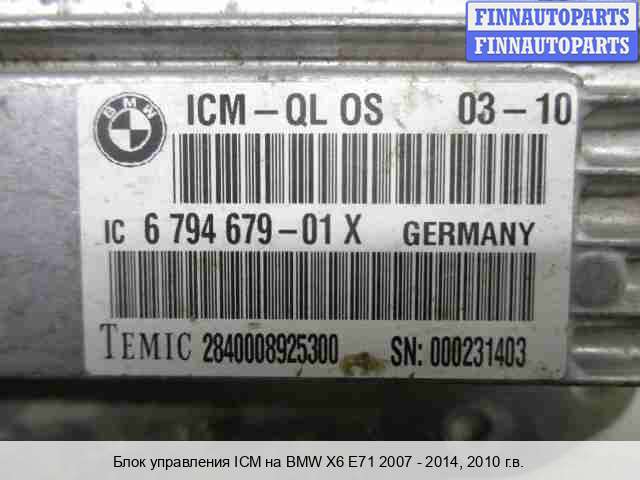 FINNAUTOPARTS
FINNAUTOPARTS
BMW ICM-QL OS 03-10
IC 6 794 679-01 X GERMANY
TEMIC 2840008925300 SN: 000231403
Блок управления ICM на BMW X6 E71 2007 - 2014, 2010 г.в.